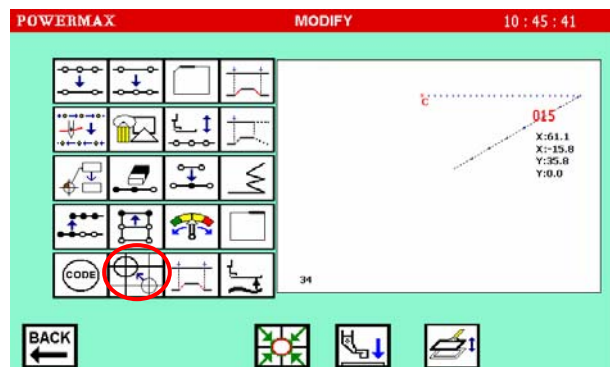 POWERMAX MODIFY 10 : 45 : 41
C
015
X:61.1
X:-15.8
Y:35.8
Y:0.0
CODE
34
BACK